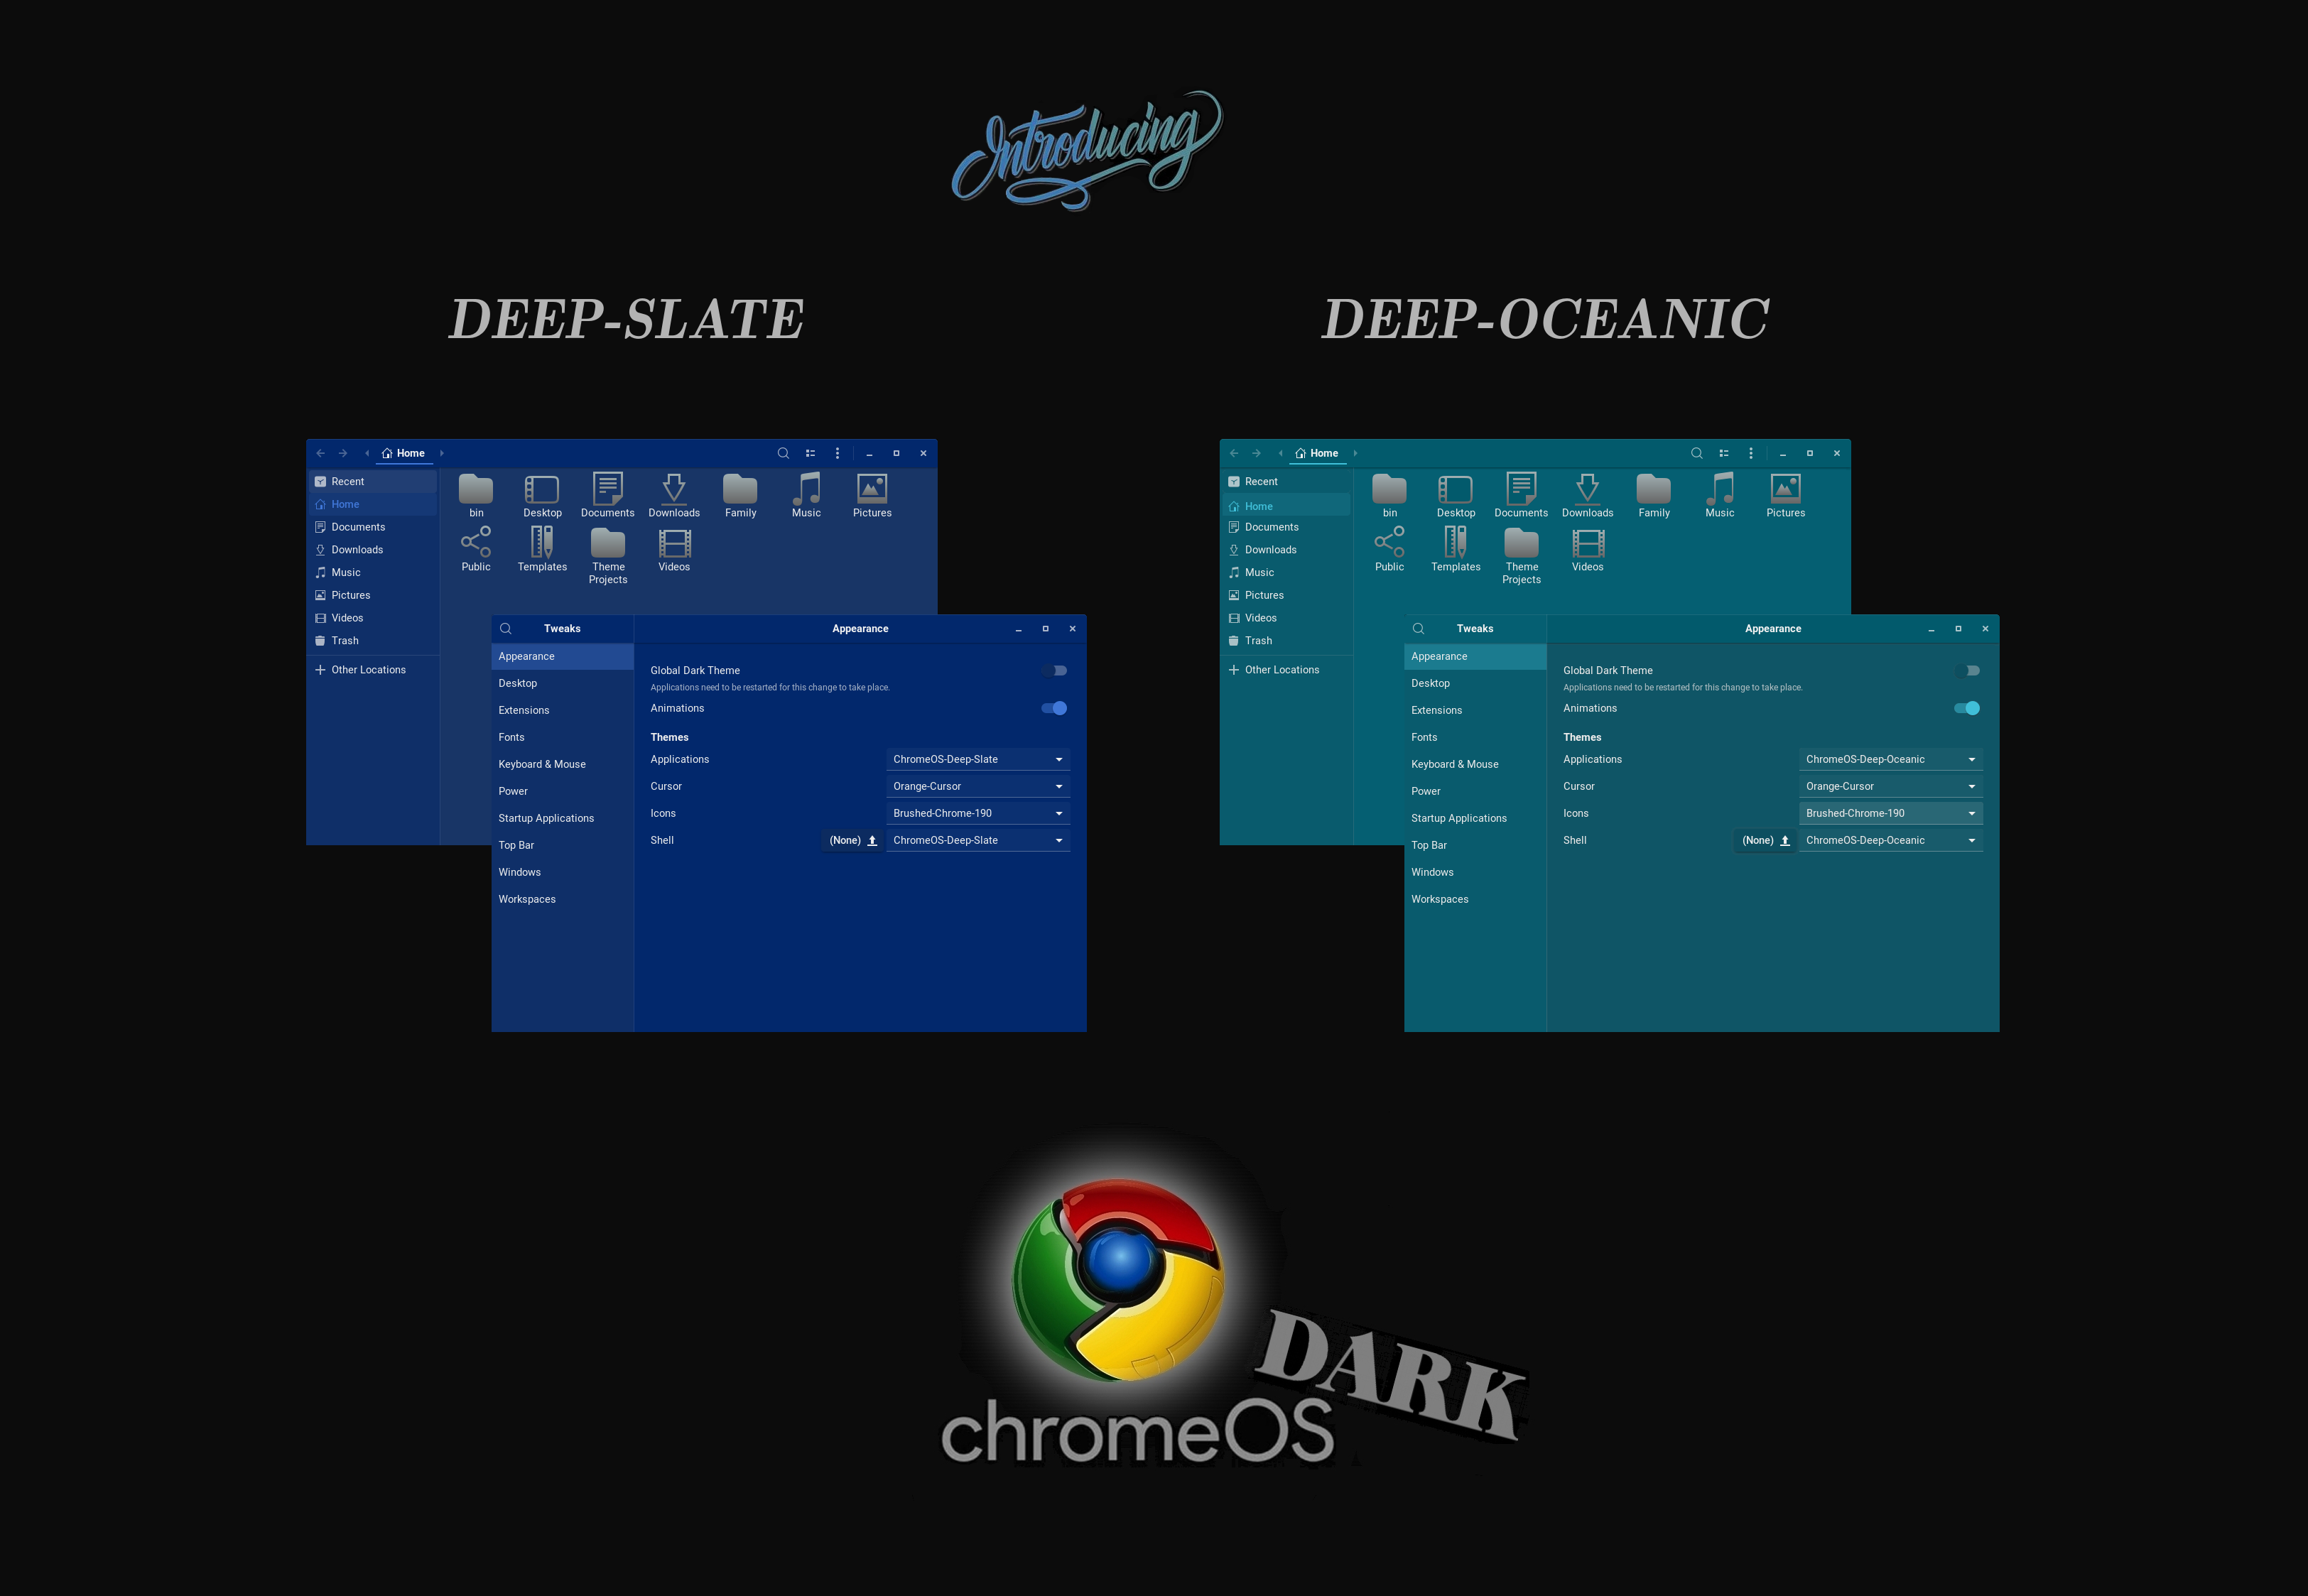 Introducing
DEEP-SLATE
DEEP-OCEANIC
Home
Recent
Home
Documents
Downloads
Music
Pictures
Videos
Trash
Other Locations
bin
Desktop
Documents
Downloads
Family
Music
Pictures
Public
Templates
Theme
Projects
Videos
Tweaks
Appearance
Appearance
Desktop
Extensions
Fonts
Keyboard & Mouse
Power
Startup Applications
Top Bar
Windows
Workspaces
Global Dark Theme
Applications need to be restarted for this change to take place.
Animations
Themes
Applications
ChromeOS-Deep-Slate
Cursor
Orange-Cursor
Icons
Brushed-Chrome-190
Shell
(None)
ChromeOS-Deep-Slate
Home
Recent
Home
Documents
Downloads
Music
Pictures
Videos
Trash
Other Locations
bin
Desktop
Documents
Downloads
Family
Music
Pictures
Public
Templates
Theme
Projects
Videos
Tweaks
Appearance
Appearance
Desktop
Extensions
Fonts
Keyboard & Mouse
Power
Startup Applications
Top Bar
Windows
Workspaces
Global Dark Theme
Applications need to be restarted for this change to take place.
Animations
Themes
Applications
ChromeOS-Deep-Oceanic
Cursor
Orange-Cursor
Icons
Brushed-Chrome-190
Shell
(None)
ChromeOS-Deep-Oceanic
DARK
chromeOS